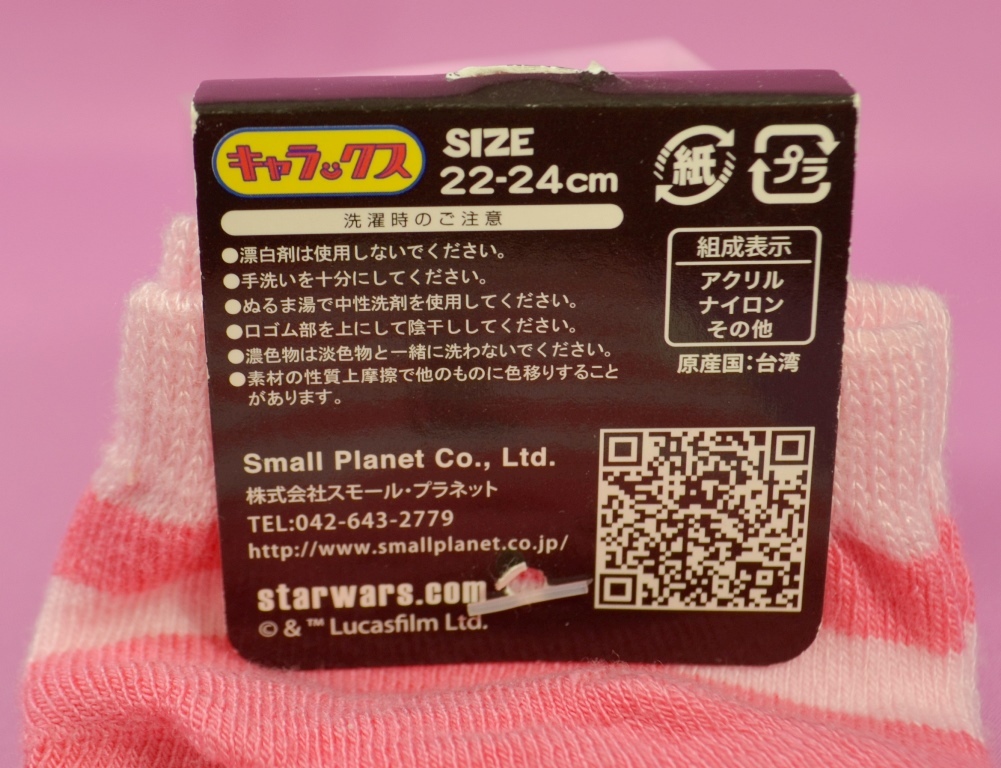 キャラックス
SIZE
22-24cm
紙
プラ
洗濯時のご注意
●漂白剤は使用しないでください。
●手洗いを十分にしてください。
●ぬるま湯で中性洗剤を使用してください。
●口ゴム部を上にして陰干ししてください。
●濃色物は淡色物と一緒に洗わないでください。
●素材の性質上摩擦で他のものに色移りすること
があります。
組成表示
アクリル
ナイロン
その他
原産国:台湾
Small Planet Co., Ltd.
株式会社スモール・プラネット
TEL:042-643-2779
http://www.smallplanet.co.jp/
starwars.com
© & ™ Lucasfilm Ltd.